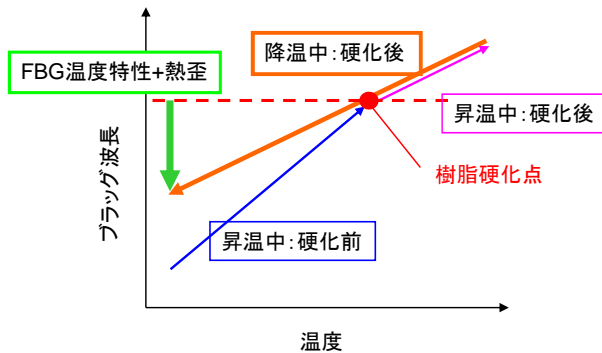 降温中:硬化後
FBG温度特性+熱歪
昇温中:硬化後
樹脂硬化点
昇温中:硬化前
ブラッグ波長
温度